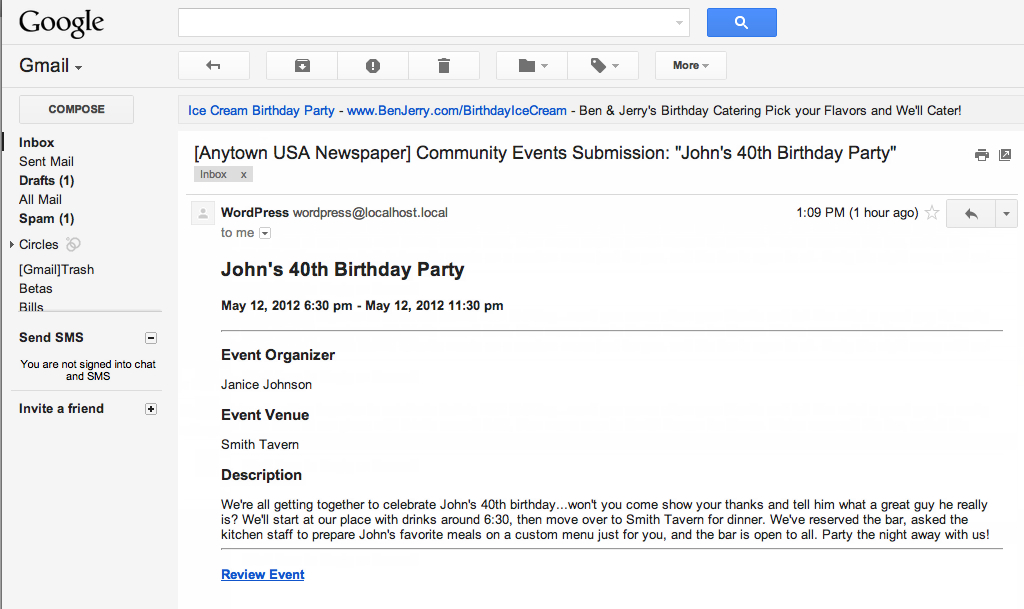 Google
Gmail
More
COMPOSE
Ice Cream Birthday Party - www.BenJerry.com/BirthdayIceCream - Ben & Jerry's Birthday Catering Pick your Flavors and We'll Cater!
Inbox
Sent Mail
Drafts (1)
All Mail
Spam (1)
Circles
[Gmail]Trash
Betas
Bills
Send SMS
You are not signed into chat
and SMS
Invite a friend
[Anytown USA Newspaper] Community Events Submission: "John's 40th Birthday Party"
Inbox x
WordPress wordpress@localhost.local 1:09 PM (1 hour ago)
to me
John's 40th Birthday Party
May 12, 2012 6:30 pm - May 12, 2012 11:30 pm
Event Organizer
Janice Johnson
Event Venue
Smith Tavern
Description
We're all getting together to celebrate John's 40th birthday...won't you come show your thanks and tell him what a great guy he really
is? We'll start at our place with drinks around 6:30, then move over to Smith Tavern for dinner. We've reserved the bar, asked the
kitchen staff to prepare John's favorite meals on a custom menu just for you, and the bar is open to all. Party the night away with us!
Review Event